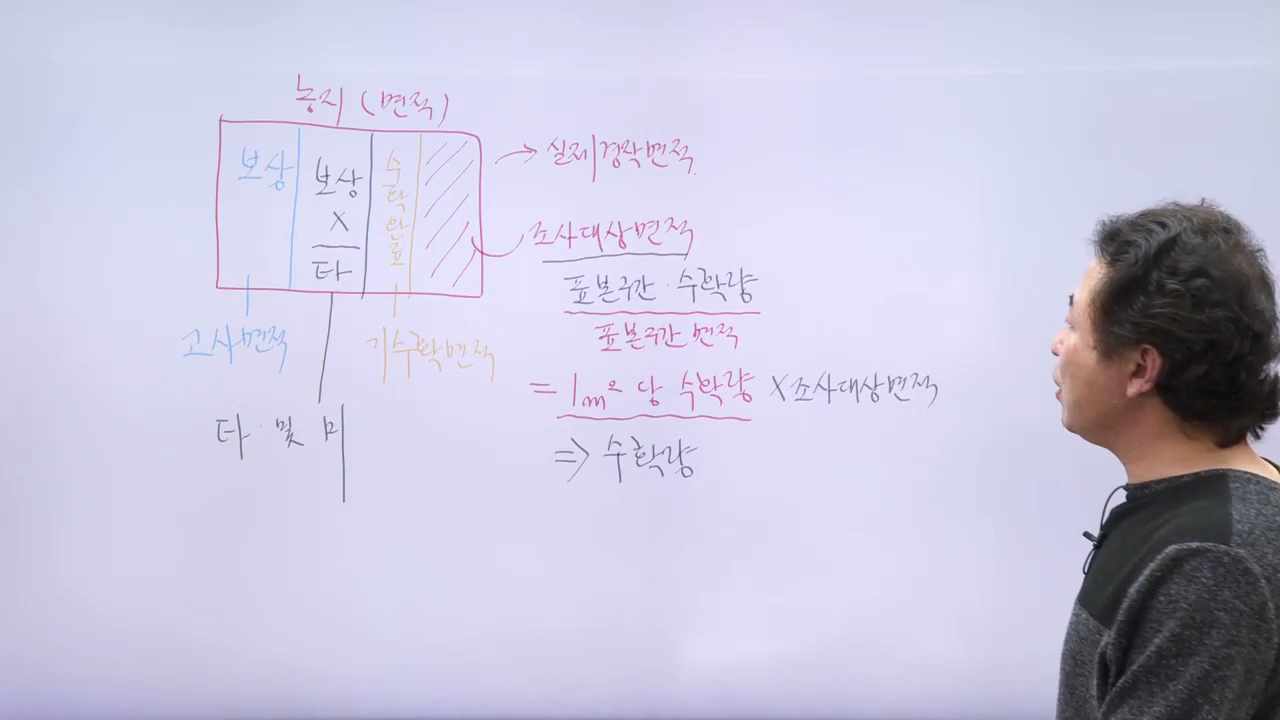 농지 (면적)
보상
보상
X
타
수확완료
고사면적
기수확면적
타 · 및 미
→ 실제경작면적
조사대상면적
표본구간 · 수확량
표본구간 면적
= 1m² 당 수확량 X 조사대상면적
⇒ 수확량